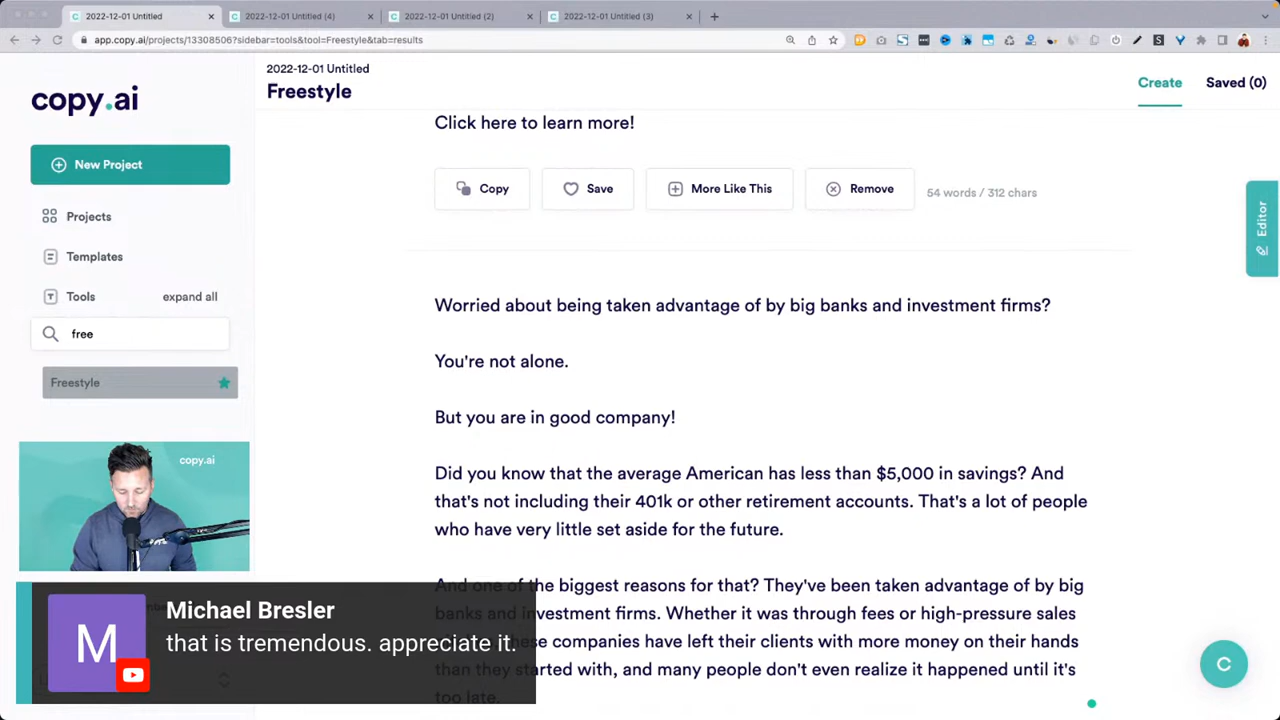 2022-12-01 Untitled
2022-12-01 Untitled (4)
2022-12-01 Untitled (2)
2022-12-01 Untitled (3)
app.copy.ai/projects/13308506?sidebar=tools&tool=Freestyle&tab=results
copy.ai
2022-12-01 Untitled
Freestyle
Create
Saved (0)
New Project
Projects
Templates
Tools
expand all
free
Freestyle
Click here to learn more!
Copy
Save
More Like This
Remove
54 words / 312 chars
Editor
Worried about being taken advantage of by big banks and investment firms?
You're not alone.
But you are in good company!
Did you know that the average American has less than $5,000 in savings? And
that's not including their 401k or other retirement accounts. That's a lot of people
who have very little set aside for the future.
And one of the biggest reasons for that? They've been taken advantage of by big
banks and investment firms. Whether it was through fees or high-pressure sales
these companies have left their clients with more money on their hands
than they started with, and many people don't even realize it happened until it's
too late.
copy.ai
M
Michael Bresler
that is tremendous. appreciate it.
C